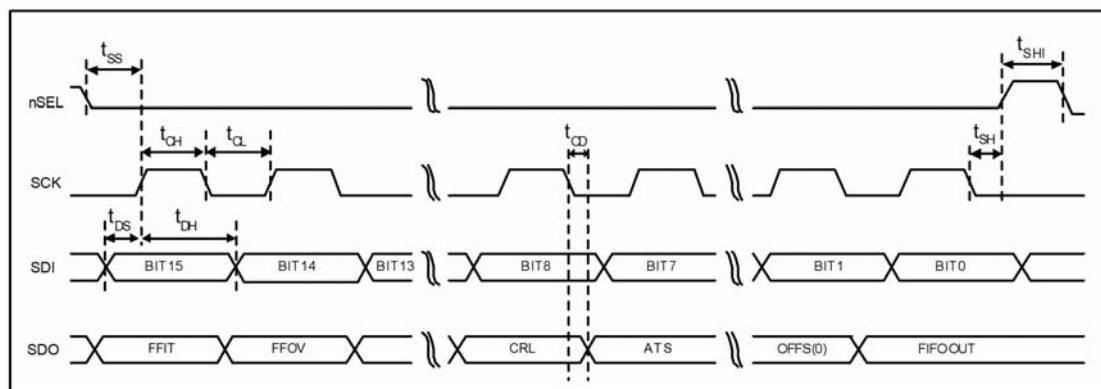 tSS
tSHI
nSEL
tCH tCL tCD tSH
SCK
tDS tDH
SDI BIT15 BIT14 BIT13 BIT8 BIT7 BIT1 BIT0
SDO FFIT FFOV CRL ATS OFFS(0) FIFOOUT